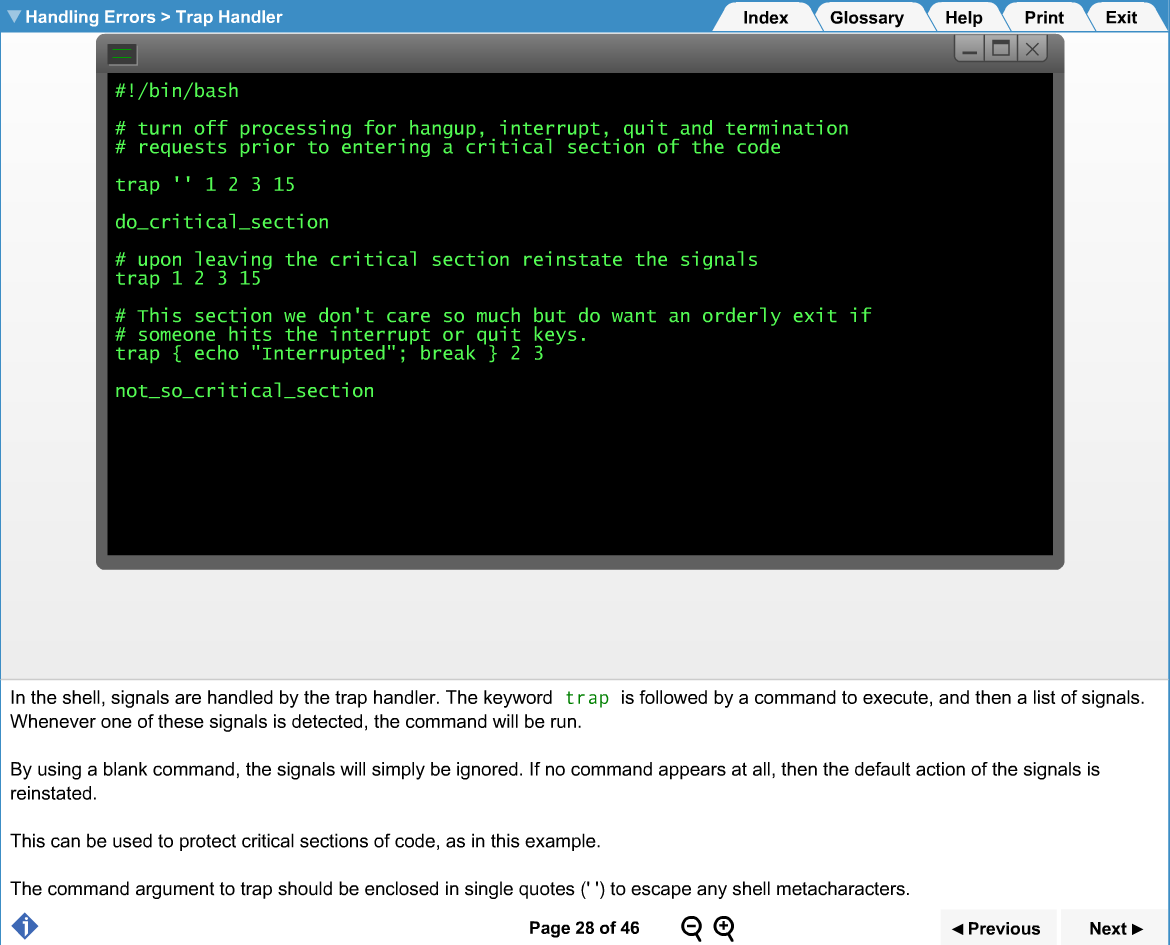 Handling Errors > Trap Handler
Index Glossary Help Print Exit
#!/bin/bash
# turn off processing for hangup, interrupt, quit and termination
# requests prior to entering a critical section of the code
trap '' 1 2 3 15
do_critical_section
# upon leaving the critical section reinstate the signals
trap 1 2 3 15
# This section we don't care so much but do want an orderly exit if
# someone hits the interrupt or quit keys.
trap { echo "Interrupted"; break } 2 3
not_so_critical_section
In the shell, signals are handled by the trap handler. The keyword trap is followed by a command to execute, and then a list of signals.
Whenever one of these signals is detected, the command will be run.
By using a blank command, the signals will simply be ignored. If no command appears at all, then the default action of the signals is
reinstated.
This can be used to protect critical sections of code, as in this example.
The command argument to trap should be enclosed in single quotes (' ') to escape any shell metacharacters.
i Page 28 of 46 ◄ Previous Next ►